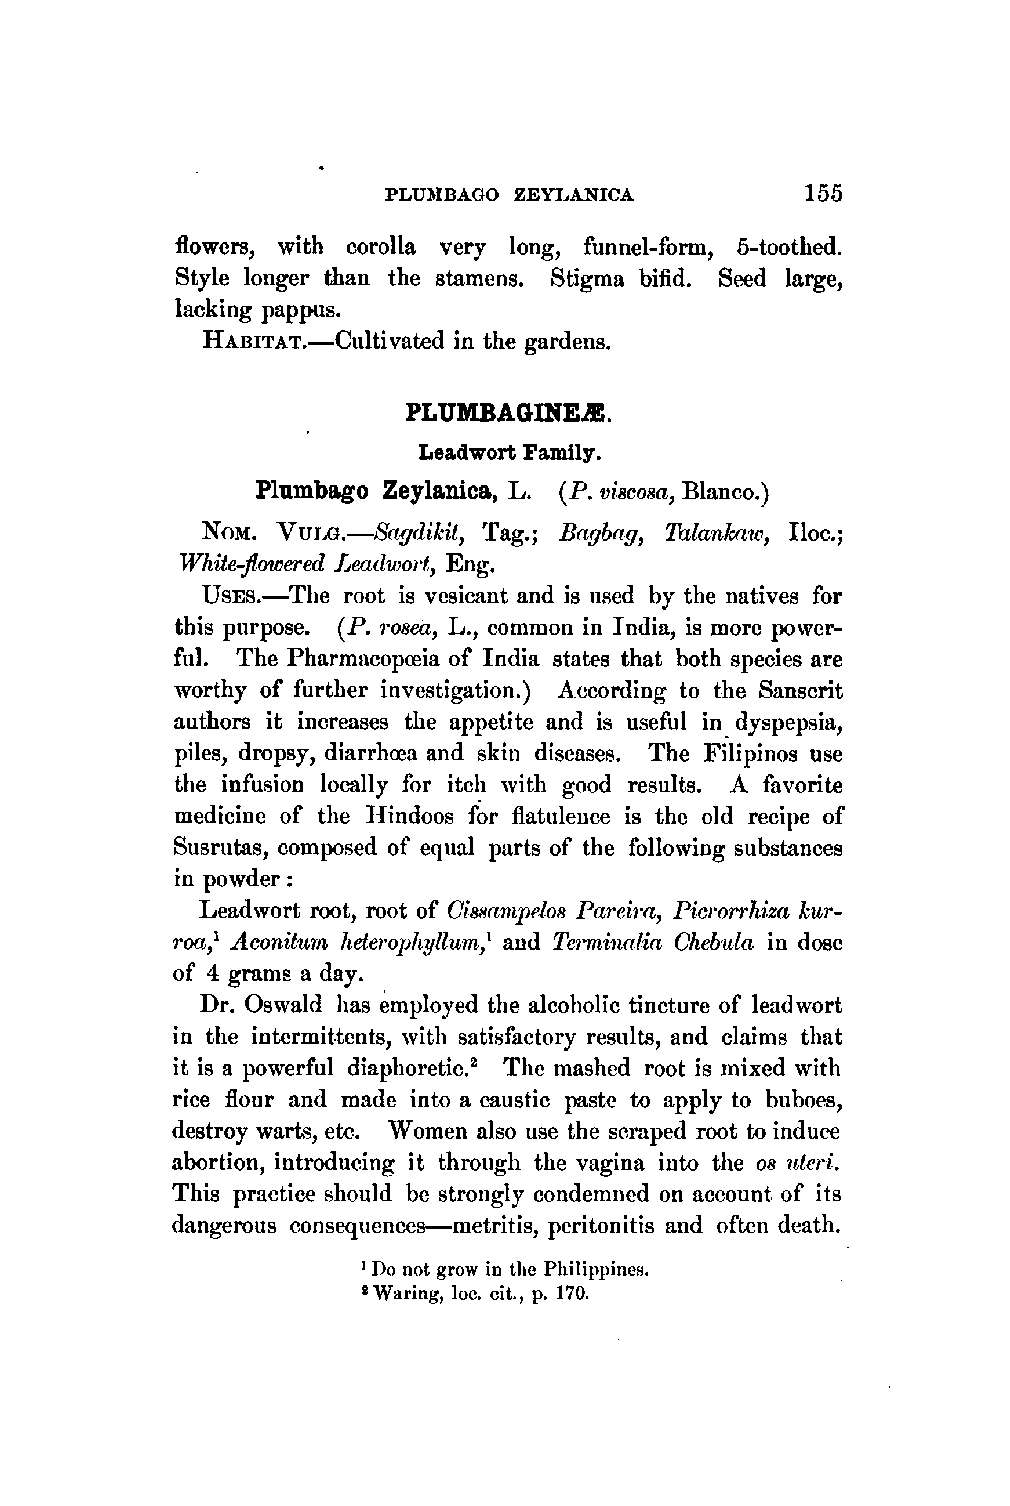 PLUMBAGO ZEYLANICA 155
flowers, with corolla very long, funnel-form, 5-toothed.
Style longer than the stamens. Stigma bifid. Seed large,
lacking pappus.
HABITAT.—Cultivated in the gardens.
PLUMBAGINEÆ.
Leadwort Family.
Plumbago Zeylanica, L. (P. viscosa, Blanco.)
NOM. VULG.—Sagdikit, Tag.; Bagbag, Talankaw, Iloc.;
White-flowered Leadwort, Eng.
USES.—The root is vesicant and is used by the natives for
this purpose. (P. rosea, L., common in India, is more power-
ful. The Pharmacopœia of India states that both species are
worthy of further investigation.) According to the Sanscrit
authors it increases the appetite and is useful in dyspepsia,
piles, dropsy, diarrhœa and skin diseases. The Filipinos use
the infusion locally for itch with good results. A favorite
medicine of the Hindoos for flatulence is the old recipe of
Susrutas, composed of equal parts of the following substances
in powder:
Leadwort root, root of Cissampelos Pareira, Picrorrhiza kur-
roa,¹ Aconitum heterophyllum,¹ and Terminalia Chebula in dose
of 4 grams a day.
Dr. Oswald has employed the alcoholic tincture of leadwort
in the intermittents, with satisfactory results, and claims that
it is a powerful diaphoretic.² The mashed root is mixed with
rice flour and made into a caustic paste to apply to buboes,
destroy warts, etc. Women also use the scraped root to induce
abortion, introducing it through the vagina into the os uteri.
This practice should be strongly condemned on account of its
dangerous consequences—metritis, peritonitis and often death.
¹ Do not grow in the Philippines.
² Waring, loc. cit., p. 170.